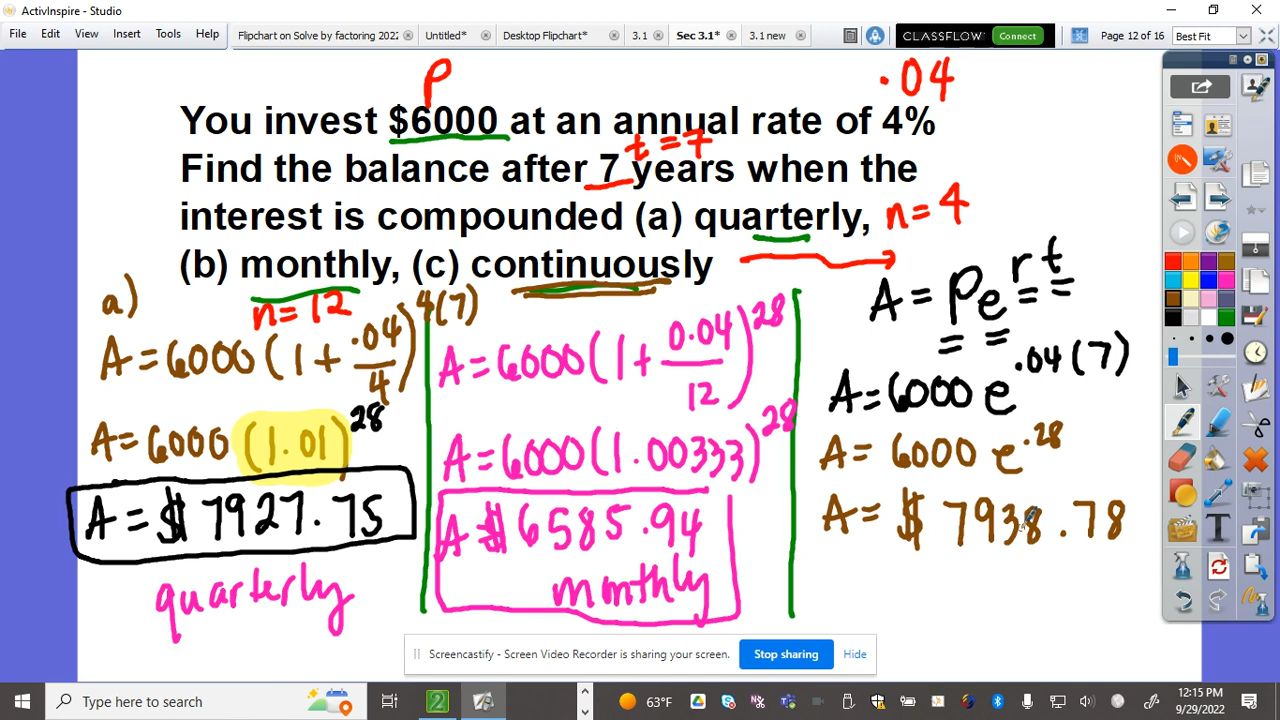 ActivInspire - Studio
File Edit View Insert Tools Help
Flipchart on Solve by factoring 2022 Untitled* Desktop Flipchart* 3.1 Sec 3.1* 3.1 new
CLASSFLOW Connect
Page 12 of 16 Best Fit
P
.04
You invest $6000 at an annual rate of 4%
t = 7
Find the balance after 7 years when the
interest is compounded (a) quarterly, n = 4
(b) monthly, (c) continuously
a)
n = 12
A = 6000 (1 + .04/4)^4(7)
A = 6000 (1.01)^28
A = $ 7927.75
quarterly
A = 6000 (1 + 0.04/12)^28
A = 6000 (1.00333)^28
A = $ 6585.94
monthly
A = Pe^rt
A = 6000 e^.04(7)
A = 6000 e^.28
A = $ 7938.78
Screencastify - Screen Video Recorder is sharing your screen. Stop sharing Hide
Type here to search
63°F
12:15 PM
9/29/2022